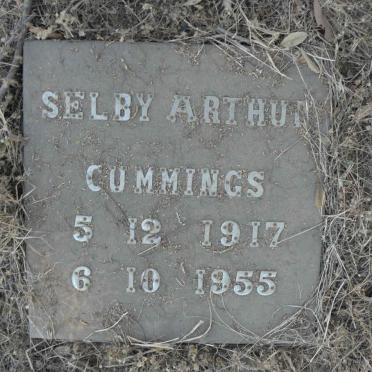 SELBY ARTHUR
CUMMINGS
5 12 1917
6 10 1955